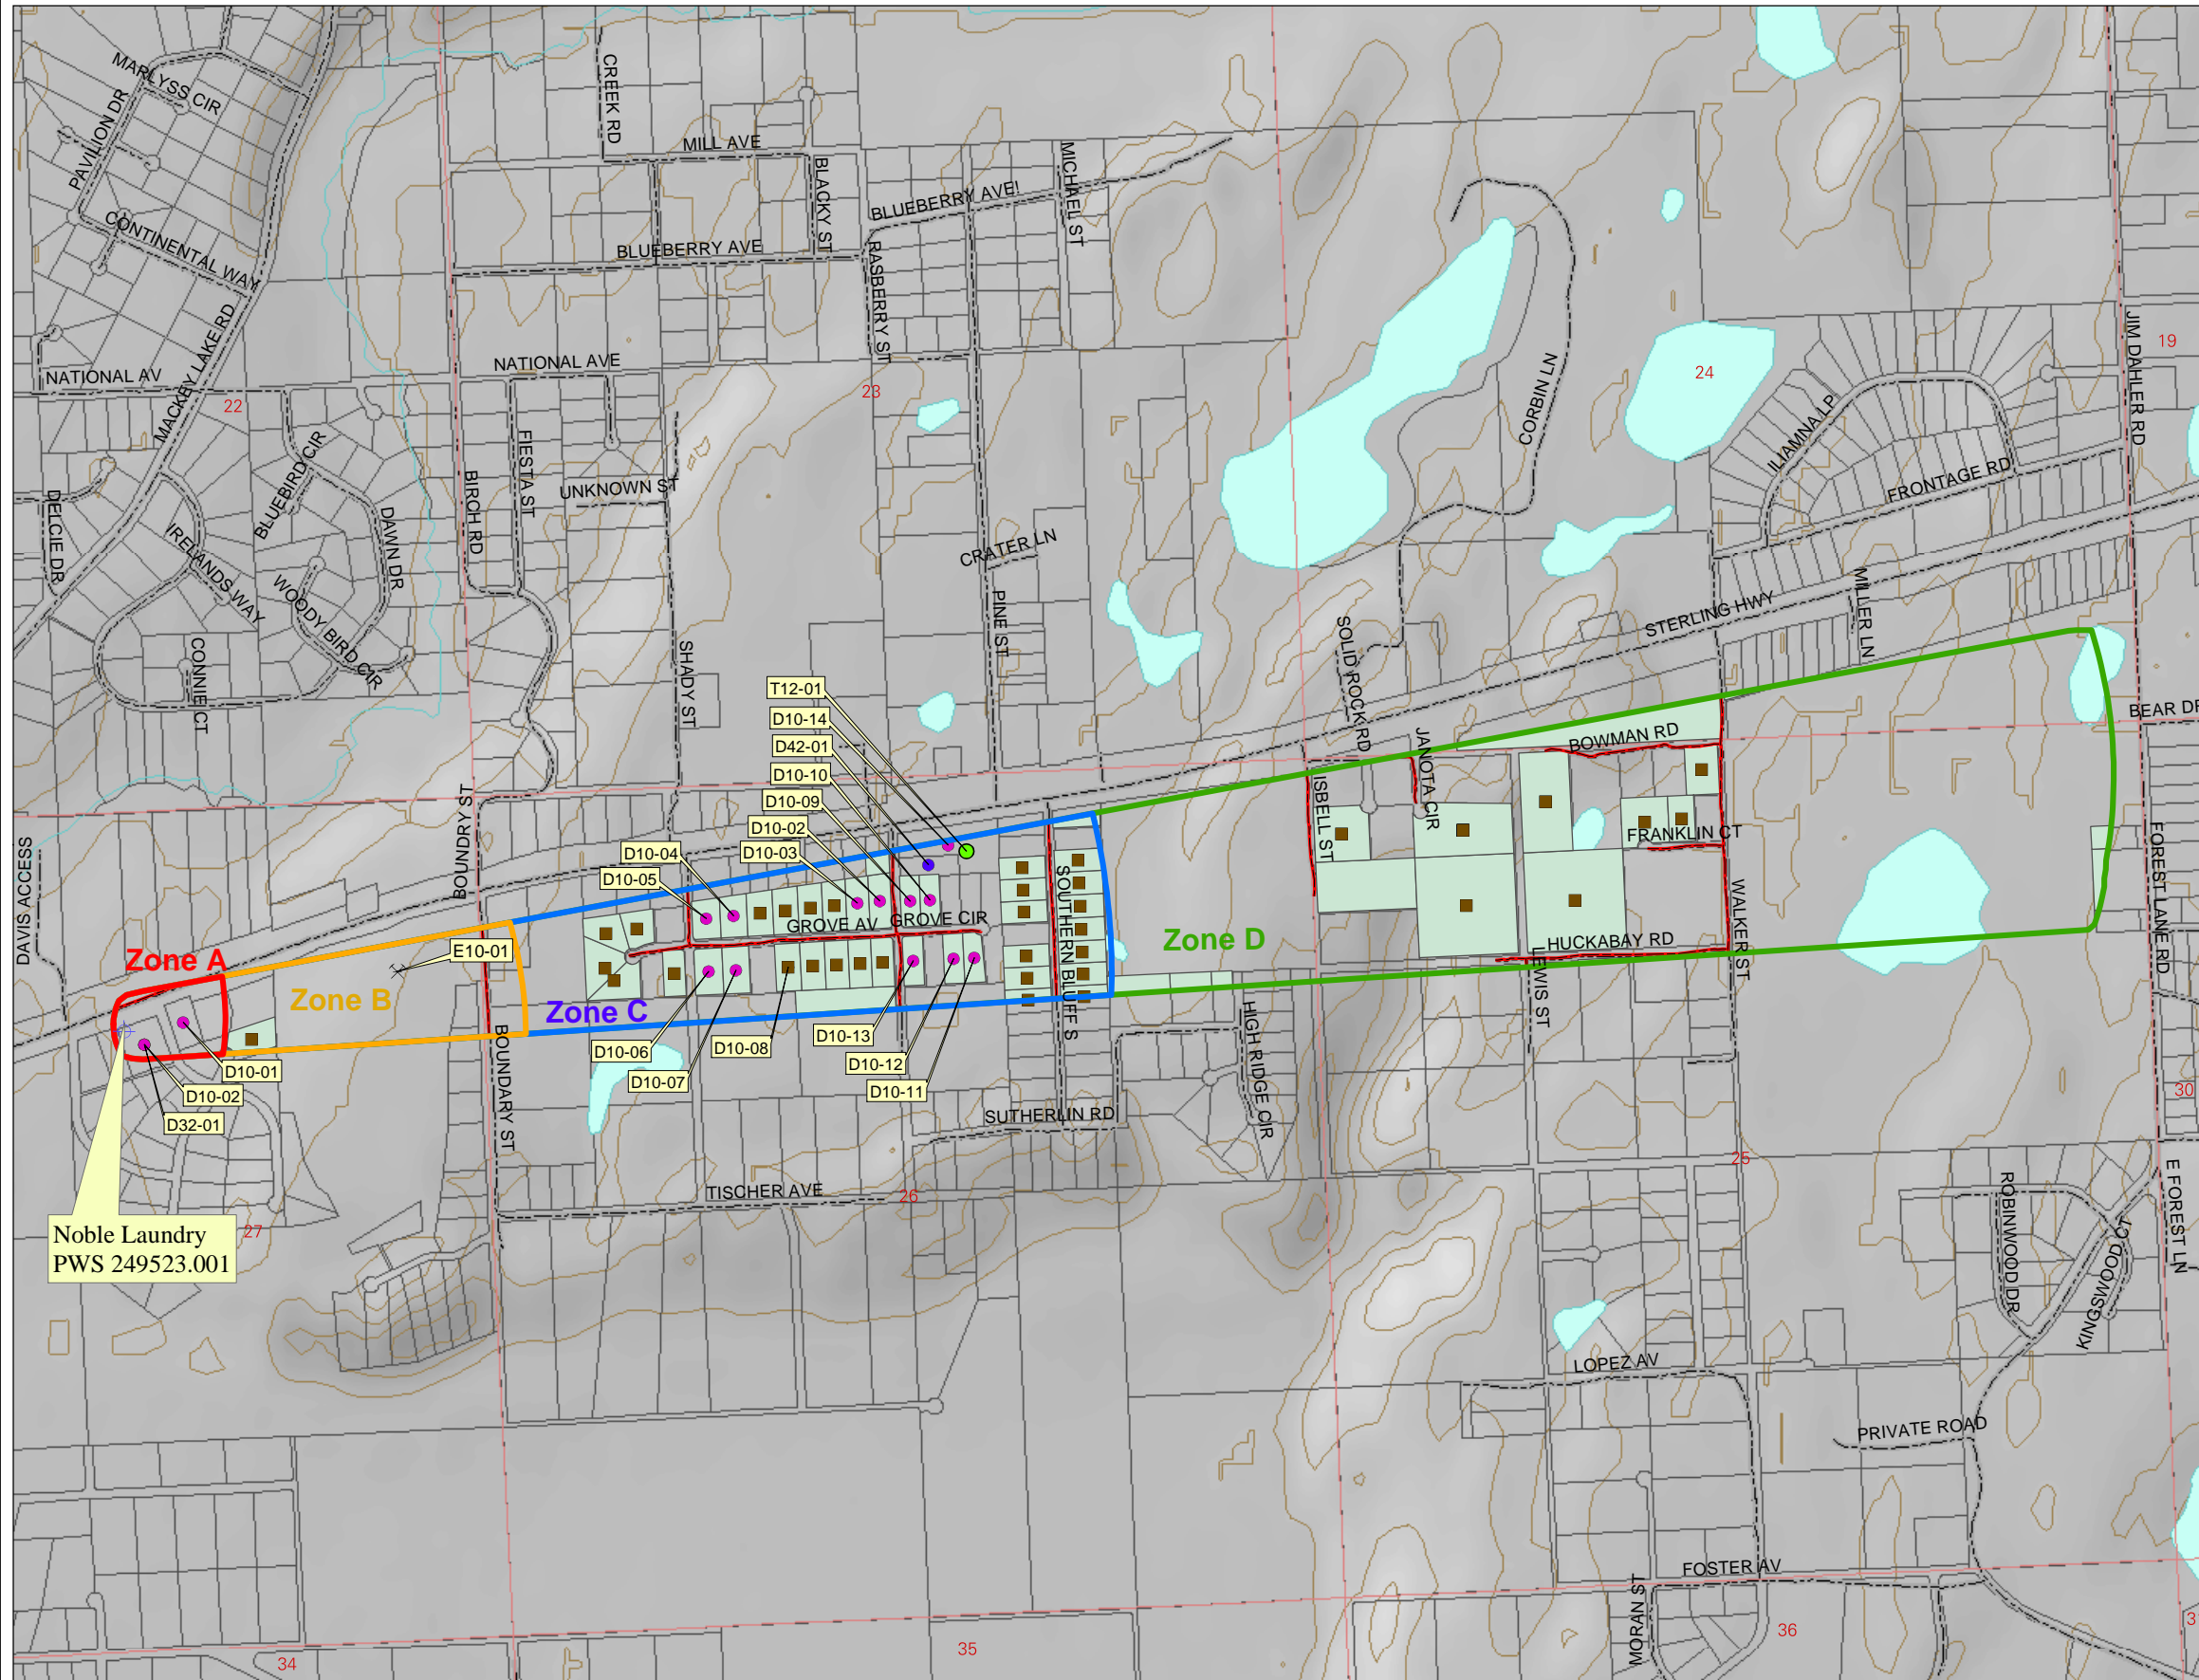 MARLYSS CIR
PAVILION DR
CONTINENTAL WAY
MACKEY LAKE RD
CREEK RD
MILL AVE
BLACKY ST
BLUEBERRY AVE
BLUEBERRY AVE!
MICHAEL ST
RASBERRY ST
NATIONAL AV
NATIONAL AVE
22
23
24
19
JIM DAHLER RD
CORBIN LN
ILIAMNA LP
FRONTAGE RD
DELCIE DR
BLUEBIRD CIR
IRELANDS WAY
DAWN DR
WOODY BIRD CIR
CONNIE CT
BIRCH RD
FIESTA ST
UNKNOWN ST
CRATER LN
PINE ST
SHADY ST
SOLID ROCK RD
STERLING HWY
MILLER LN
BEAR DR
T12-01
D10-14
D42-01
D10-10
D10-09
D10-02
D10-03
D10-04
D10-05
JANOTA CIR
BOWMAN RD
ISBELL ST
FRANKLIN CT
BOUNDRY ST
DAVIS ACCESS
GROVE AV
GROVE CIR
SOUTHERN BLUFF S
WALKER ST
FOREST LANE RD
HUCKABAY RD
LEWIS ST
E10-01
Zone A
Zone B
Zone C
Zone D
D10-01
D10-02
D32-01
D10-06
D10-07
D10-08
D10-13
D10-12
D10-11
BOUNDARY ST
HIGH RIDGE CIR
SUTHERLIN RD
TISCHER AVE
26
25
30
27
Noble Laundry
PWS 249523.001
ROBINWOOD DR
KINGSWOOD CT
E FOREST LN
LOPEZ AV
PRIVATE ROAD
FOSTER AV
MORAN ST
34
35
36
3